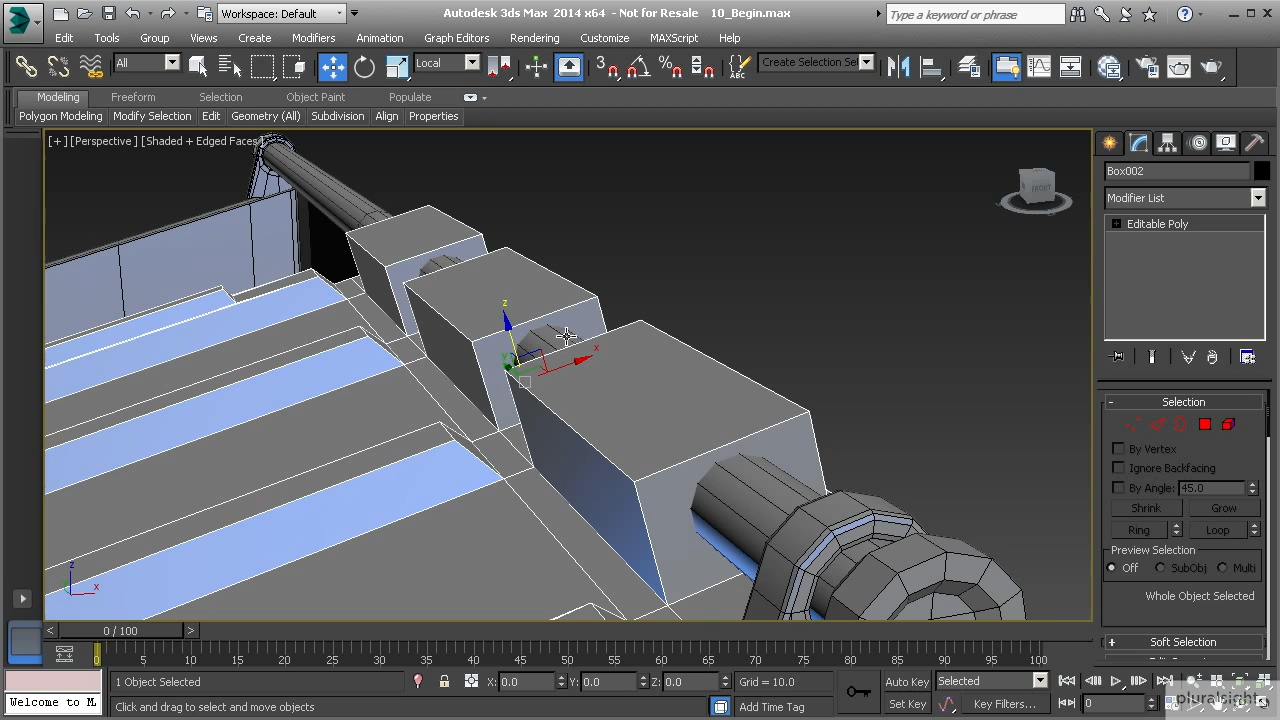 Workspace: Default
Autodesk 3ds Max 2014 x64 - Not for Resale 10_Begin.max
Type a keyword or phrase
Edit Tools Group Views Create Modifiers Animation Graph Editors Rendering Customize MAXScript Help
All Local Create Selection Se
Modeling Freeform Selection Object Paint Populate
Polygon Modeling Modify Selection Edit Geometry (All) Subdivision Align Properties
[+] [Perspective] [Shaded + Edged Faces]
FRONT
Box002
Modifier List
Editable Poly
z
x
y
- Selection
By Vertex
Ignore Backfacing
By Angle: 45.0
Shrink Grow
Ring Loop
Preview Selection
Off SubObj Multi
Whole Object Selected
z
x
+ Soft Selection
< 0 / 100 >
0 5 10 15 20 25 30 35 40 45 50 55 60 65 70 75 80 85 90 95 100
1 Object Selected X: 0.0 Y: 0.0 Z: 0.0 Grid = 10.0 Auto Key Selected
Welcome to M Click and drag to select and move objects Add Time Tag Set Key Key Filters... 0
pluralsight